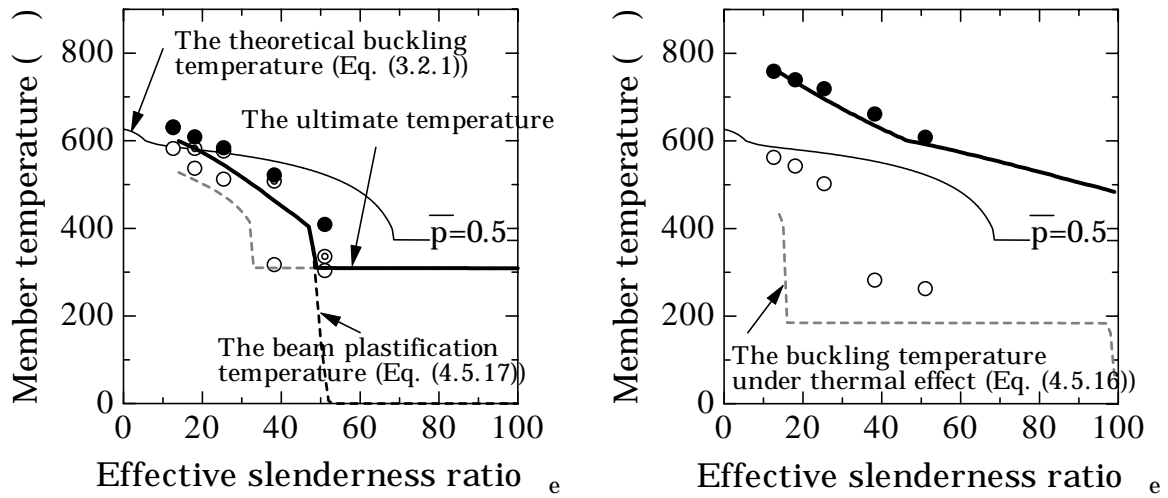 Member temperature ( )
800
600
400
200
0
The theoretical buckling
temperature (Eq. (3.2.1))
The ultimate temperature
p=0.5
The beam plastification
temperature (Eq. (4.5.17))
0 20 40 60 80 100
Effective slenderness ratio e
Member temperature ( )
800
600
400
200
0
p=0.5
The buckling temperature
under thermal effect (Eq. (4.5.16))
0 20 40 60 80 100
Effective slenderness ratio e